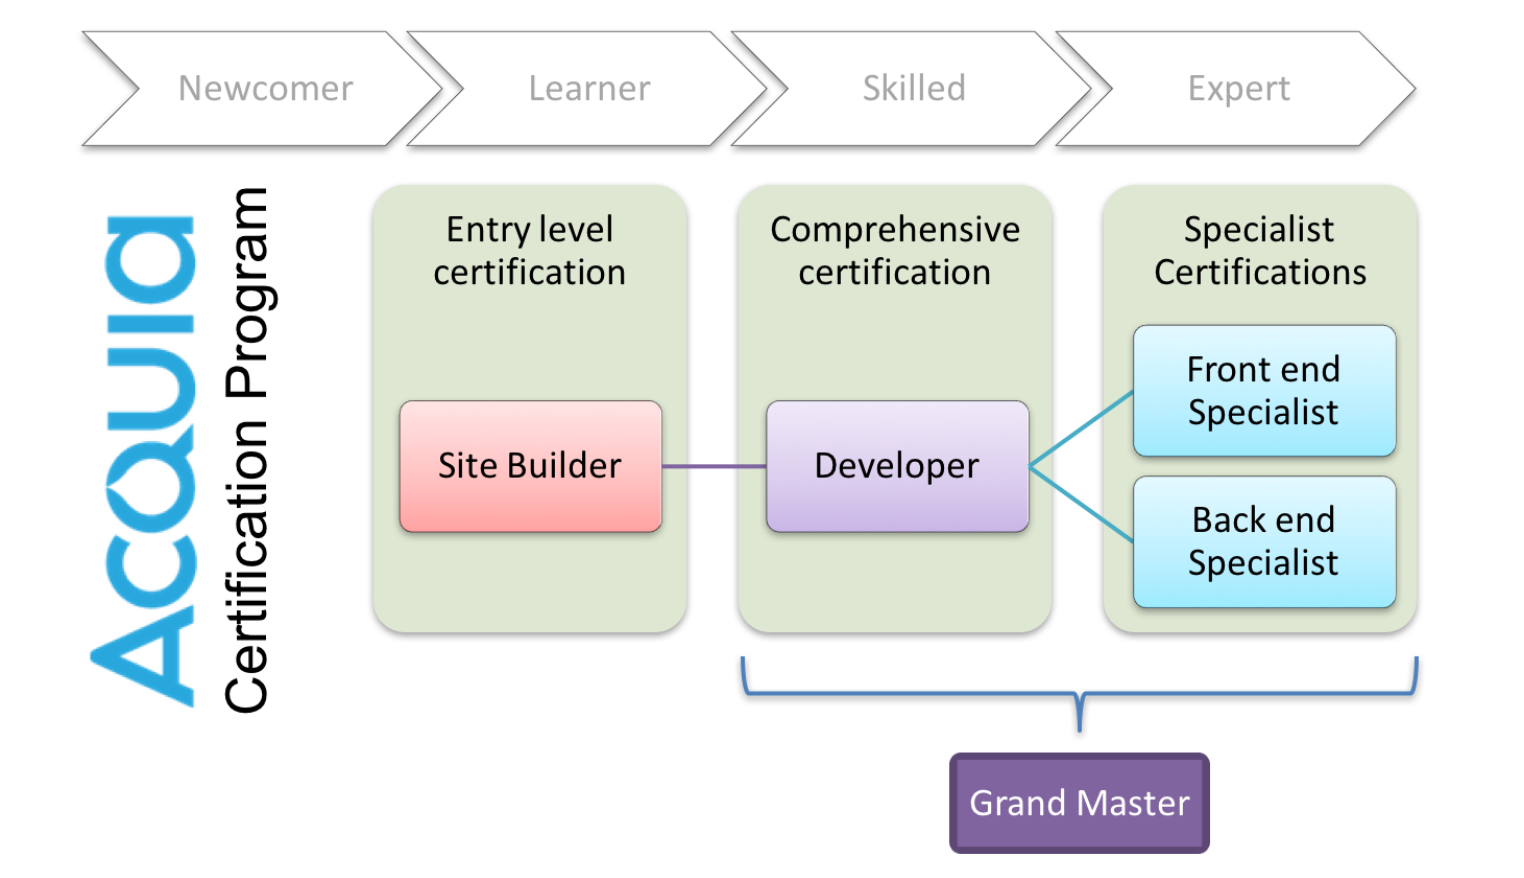 Newcomer
Learner
Skilled
Expert
ACQUIA
Certification Program
Entry level
certification
Site Builder
Comprehensive
certification
Developer
Specialist
Certifications
Front end
Specialist
Back end
Specialist
Grand Master